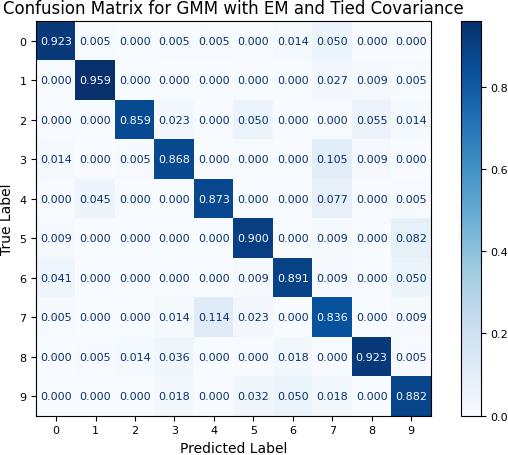 Confusion Matrix for GMM with EM and Tied Covariance
0 0.923 0.005 0.000 0.005 0.005 0.000 0.014 0.050 0.000 0.000
1 0.000 0.959 0.000 0.000 0.000 0.000 0.000 0.027 0.009 0.005
2 0.000 0.000 0.859 0.023 0.000 0.050 0.000 0.000 0.055 0.014
3 0.014 0.000 0.005 0.868 0.000 0.000 0.000 0.105 0.009 0.000
4 0.000 0.045 0.000 0.000 0.873 0.000 0.000 0.077 0.000 0.005
5 0.009 0.000 0.000 0.000 0.000 0.900 0.000 0.009 0.000 0.082
6 0.041 0.000 0.000 0.000 0.000 0.009 0.891 0.009 0.000 0.050
7 0.005 0.000 0.000 0.014 0.114 0.023 0.000 0.836 0.000 0.009
8 0.000 0.005 0.014 0.036 0.000 0.000 0.018 0.000 0.923 0.005
9 0.000 0.000 0.000 0.018 0.000 0.032 0.050 0.018 0.000 0.882
0 1 2 3 4 5 6 7 8 9
Predicted Label
True Label
0.8
0.6
0.4
0.2
0.0